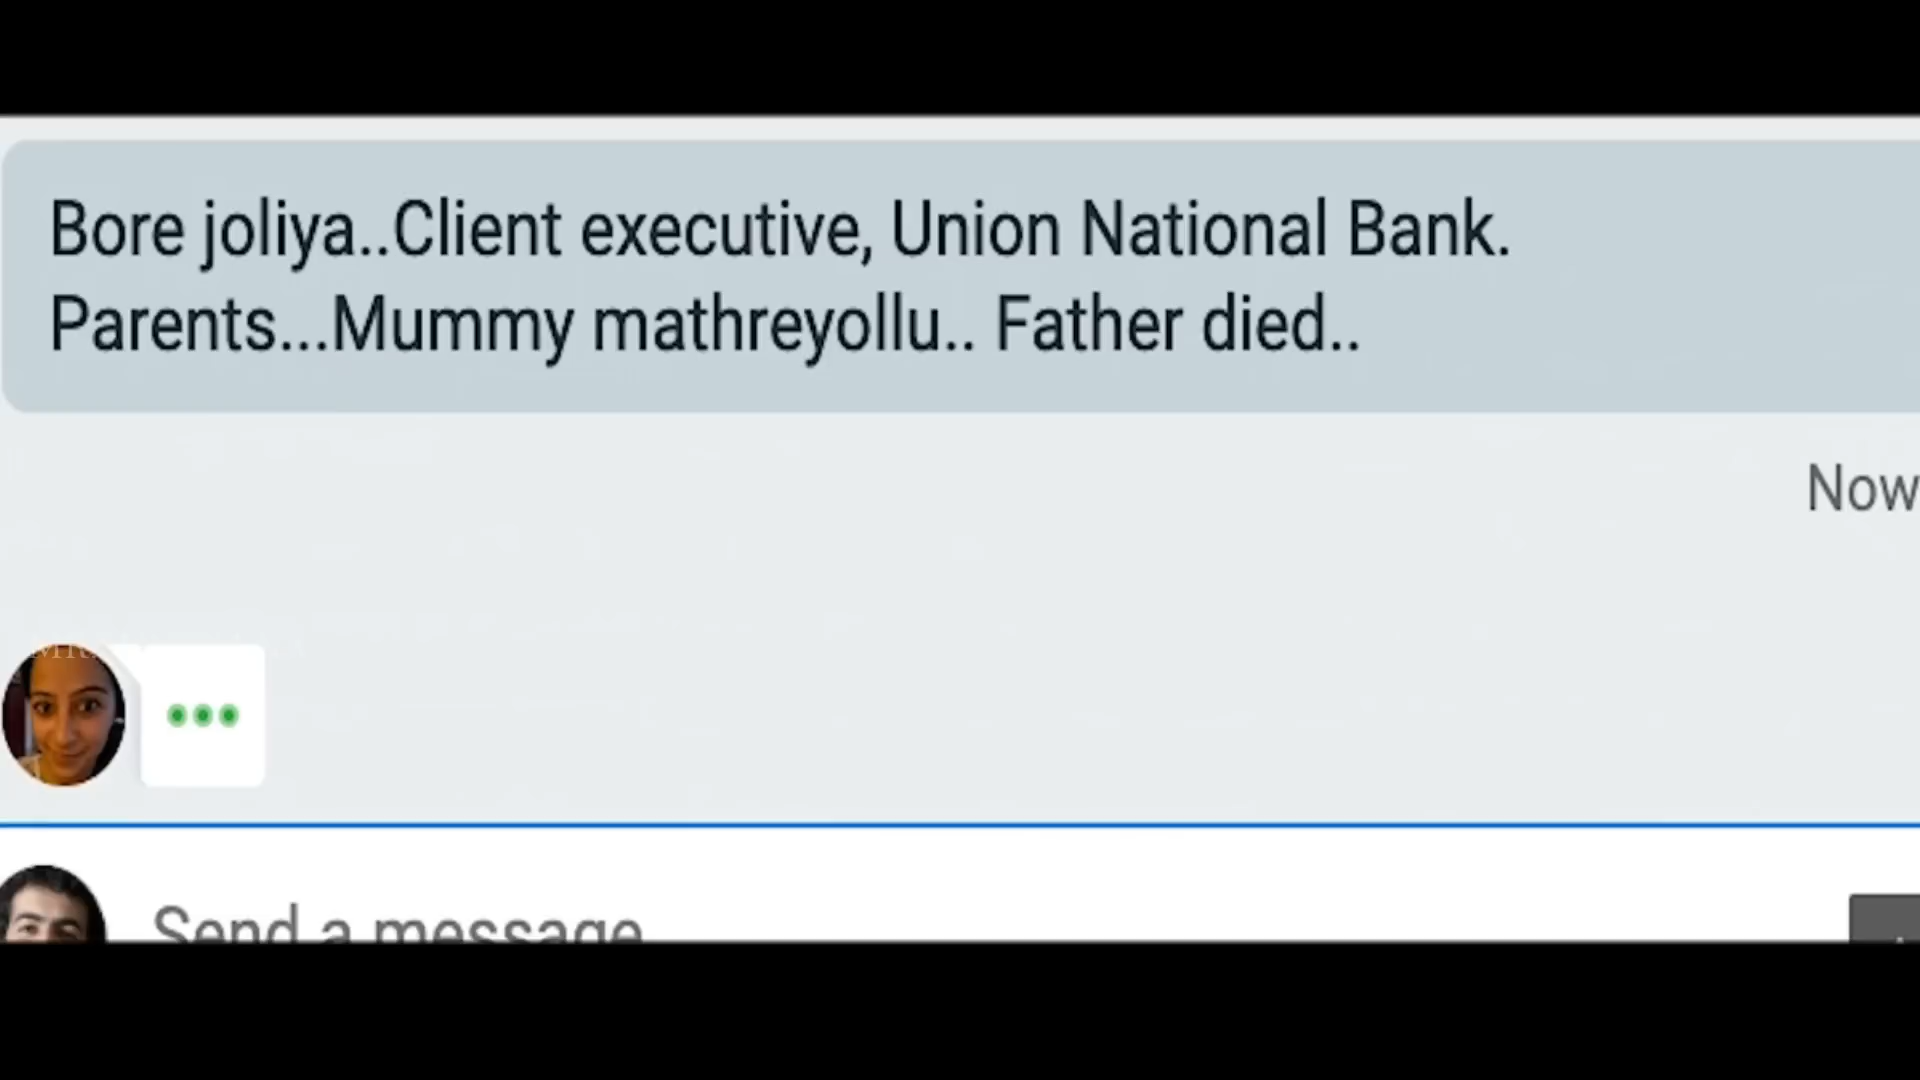 Bore joliya..Client executive, Union National Bank.
Parents...Mummy mathreyollu.. Father died..
Now
Send a message